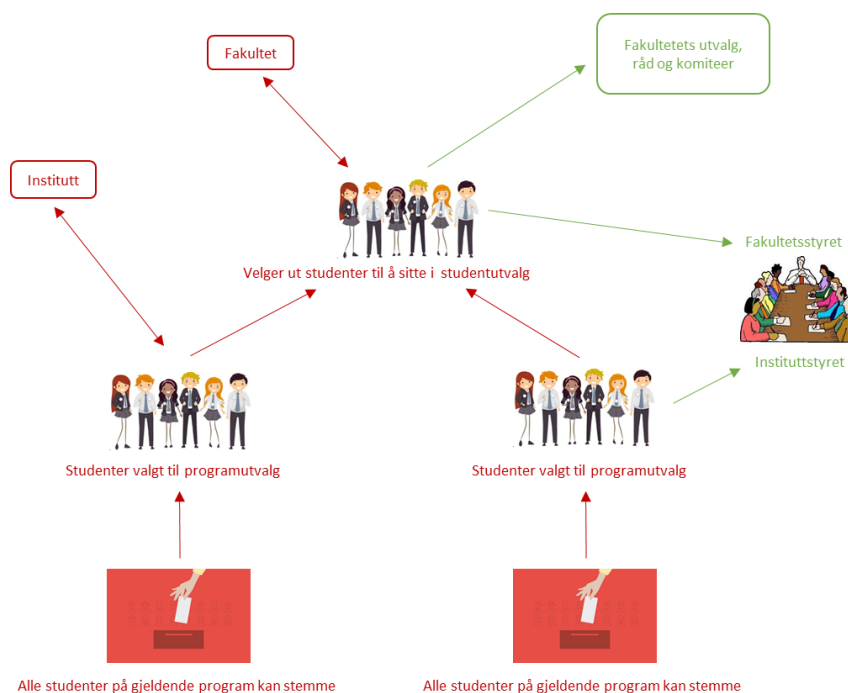 Fakultet
Fakultetets utvalg,
råd og komiteer
Institutt
Fakultetsstyret
Velger ut studenter til å sitte i studentutvalg
Instituttstyret
Studenter valgt til programutvalg
Studenter valgt til programutvalg
Alle studenter på gjeldende program kan stemme
Alle studenter på gjeldende program kan stemme